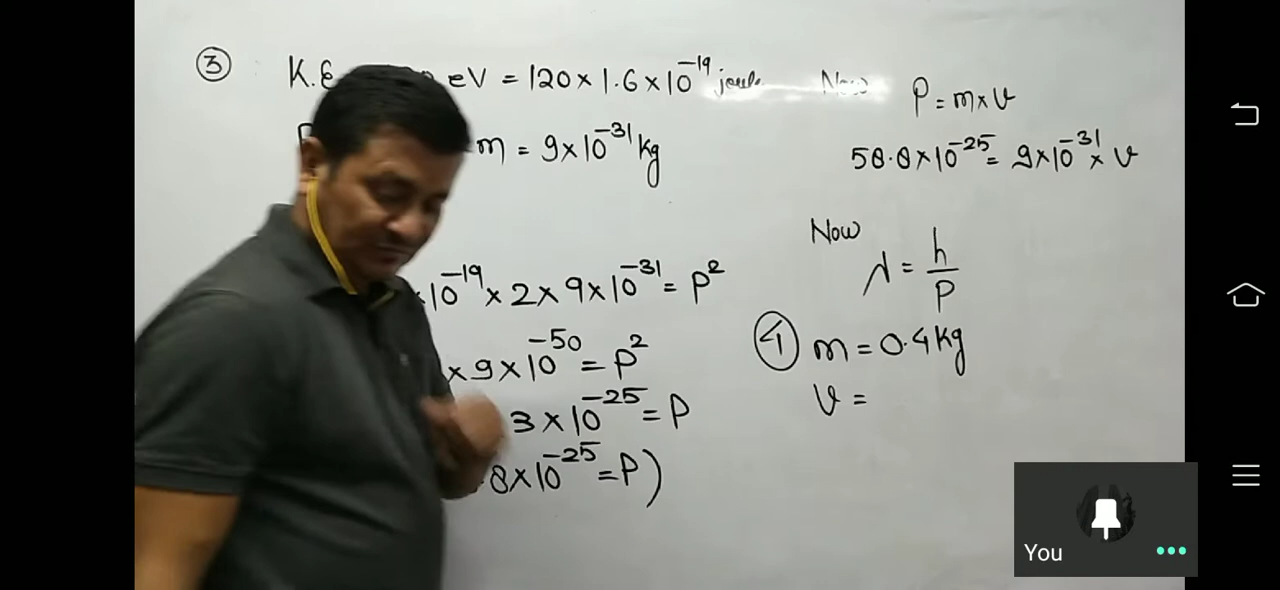 ③ K.E eV = 120 × 1.6 × 10⁻¹⁹ joule
m = 9 × 10⁻³¹ kg
10⁻¹⁹ × 2 × 9 × 10⁻³¹ = P²
× 9 × 10⁻⁵⁰ = P²
3 × 10⁻²⁵ = P
8 × 10⁻²⁵ = P)
Now P = m × v
58.8 × 10⁻²⁵ = 9 × 10⁻³¹ × v
Now
λ = h/P
④ m = 0.4 kg
v =
You